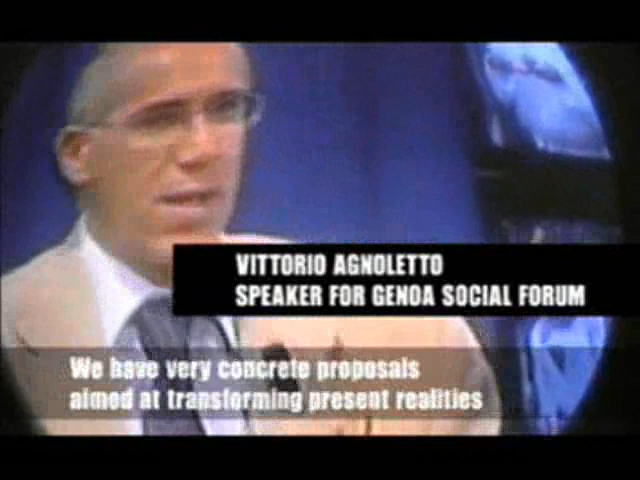 VITTORIO AGNOLETTO
SPEAKER FOR GENOA SOCIAL FORUM
We have very concrete proposals
aimed at transforming present realities